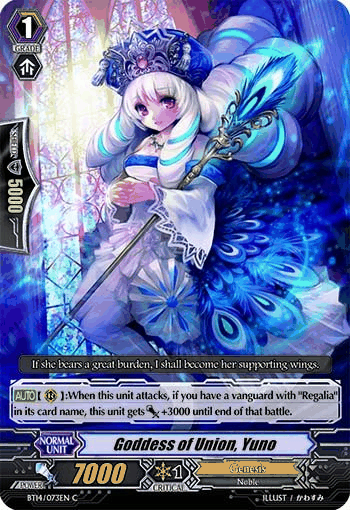 1
GRADE
SHIELD
5000
If she bears a great burden, I shall become her supporting wings.
AUTO [ ]:When this unit attacks, if you have a vanguard with "Regalia"
in its card name, this unit gets +3000 until end of that battle.
NORMAL
UNIT
Goddess of Union, Yuno
POWER
7000
1
CRITICAL
Genesis
Noble
BT14/073EN C
ILLUST / かわすみ